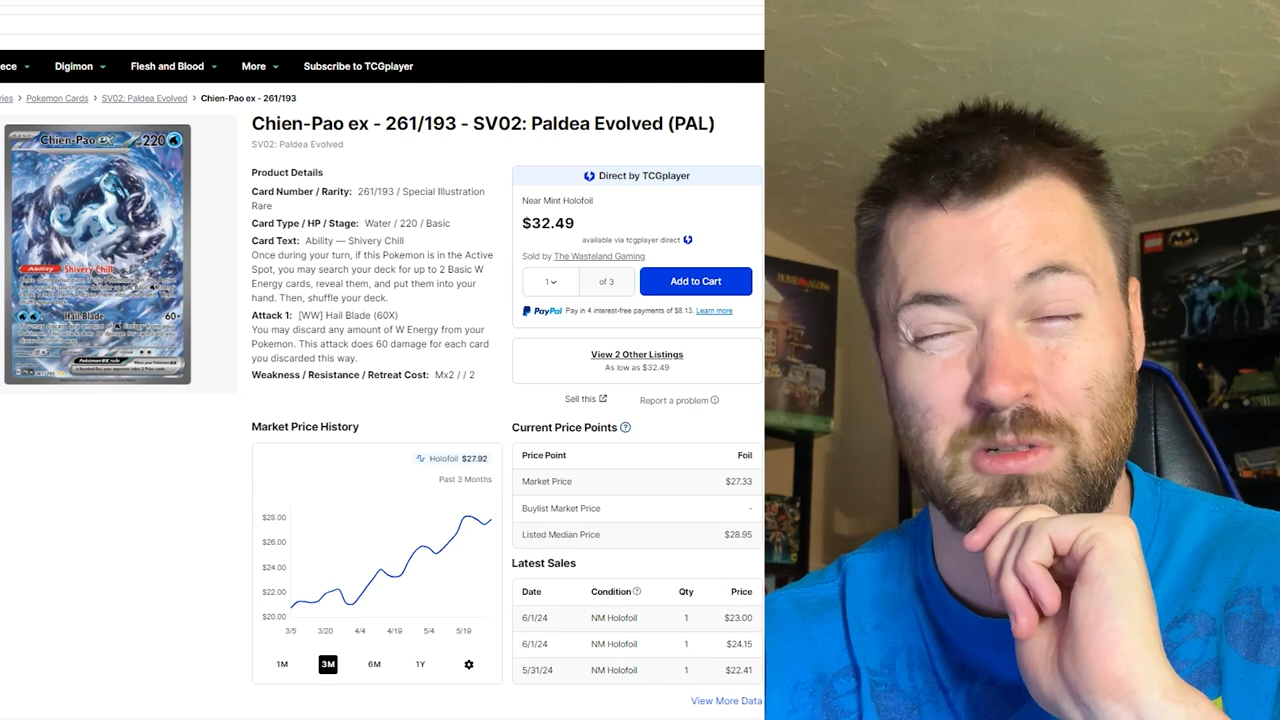 ece Digimon Flesh and Blood More Subscribe to TCGplayer
ries > Pokemon Cards > SV02: Paldea Evolved > Chien-Pao ex - 261/193
Chien-Pao ex 220
Ability Shivery Chill
Hail Blade 60×
Pokémon ex rule
Chien-Pao ex - 261/193 - SV02: Paldea Evolved (PAL)
SV02: Paldea Evolved
Product Details
Card Number / Rarity: 261/193 / Special Illustration
Rare
Card Type / HP / Stage: Water / 220 / Basic
Card Text: Ability — Shivery Chill
Once during your turn, if this Pokemon is in the Active
Spot, you may search your deck for up to 2 Basic W
Energy cards, reveal them, and put them into your
hand. Then, shuffle your deck.
Attack 1: [WW] Hail Blade (60X)
You may discard any amount of W Energy from your
Pokemon. This attack does 60 damage for each card
you discarded this way.
Weakness / Resistance / Retreat Cost: Mx2 / / 2
Direct by TCGplayer
Near Mint Holofoil
$32.49
available via tcgplayer direct
Sold by The Wasteland Gaming
1 of 3 Add to Cart
PayPal Pay in 4 interest-free payments of $8.13. Learn more
View 2 Other Listings
As low as $32.49
Sell this Report a problem
Market Price History
Holofoil $27.92
Past 3 Months
$28.00
$26.00
$24.00
$22.00
$20.00
3/5 3/20 4/4 4/19 5/4 5/19
1M 3M 6M 1Y
Current Price Points
Price Point Foil
Market Price $27.33
Buylist Market Price -
Listed Median Price $28.95
Latest Sales
Date Condition Qty Price
6/1/24 NM Holofoil 1 $23.00
6/1/24 NM Holofoil 1 $24.15
5/31/24 NM Holofoil 1 $22.41
View More Data
HOME ALONE
LEGO